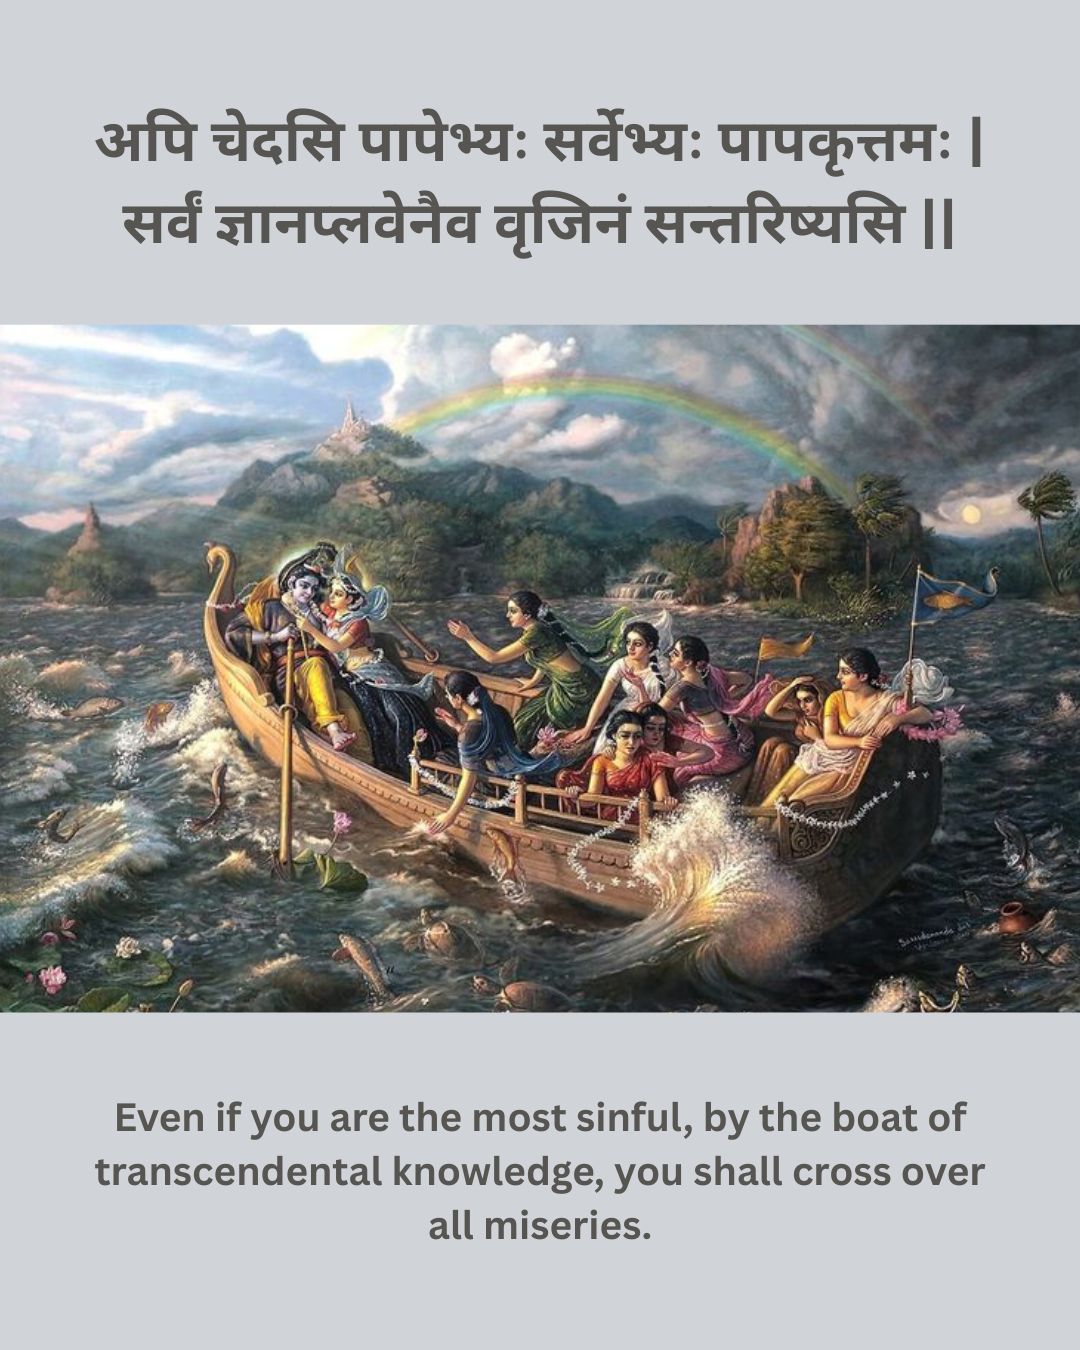 अपि चेदसि पापेभ्यः सर्वेभ्यः पापकृत्तमः |
सर्वं ज्ञानप्लवेनैव वृजिनं सन्तरिष्यसि ||
Even if you are the most sinful, by the boat of
transcendental knowledge, you shall cross over
all miseries.